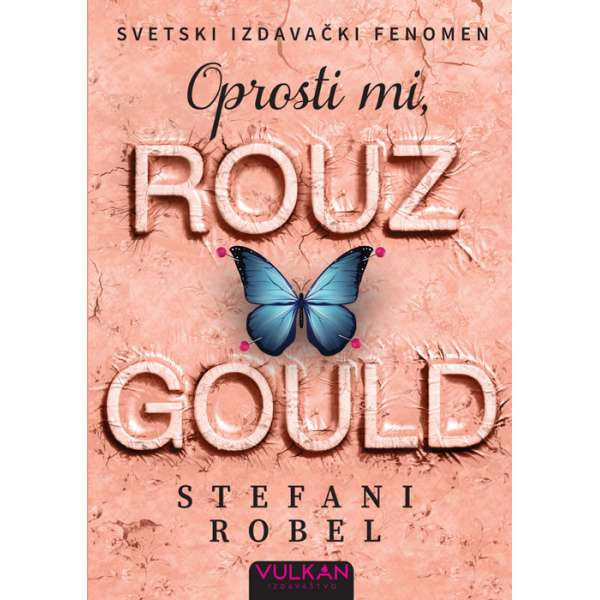 SVETSKI IZDAVAČKI FENOMEN
Oprosti mi,
ROUZ
GOULD
STEFANI
ROBEL
VULKAN
IZDAVAŠTVO